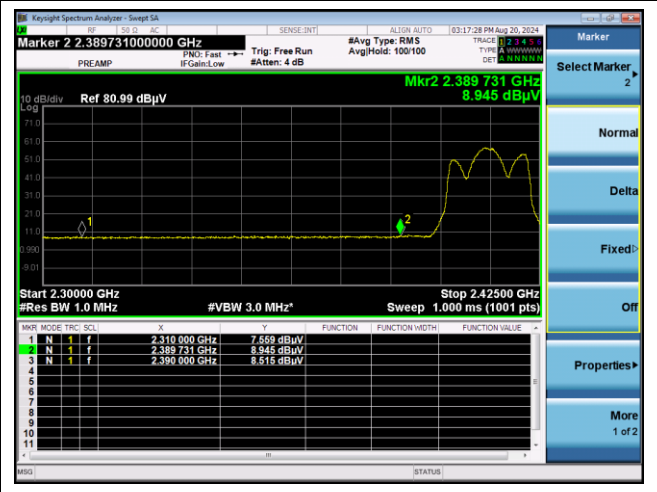 Keysight Spectrum Analyzer - Swept SA
RF 50 Ω AC SENSE:INT ALIGN AUTO 03:17:28 PM Aug 20, 2024
Marker 2 2.389731000000 GHz
PREAMP
PNO: Fast
IFGain:Low
Trig: Free Run
#Atten: 4 dB
#Avg Type: RMS
Avg|Hold: 100/100
TRACE 1 2 3 4 5 6
TYPE A WWWWW
DET A N N N N N
Mkr2 2.389 731 GHz
8.945 dBµV
10 dB/div Ref 80.99 dBµV
Log
71.0
61.0
51.0
41.0
31.0
21.0
11.0
0.990
-9.01
1
2
Start 2.30000 GHz Stop 2.42500 GHz
#Res BW 1.0 MHz #VBW 3.0 MHz* Sweep 1.000 ms (1001 pts)
MKR MODE TRC SCL X Y FUNCTION FUNCTION WIDTH FUNCTION VALUE
1 N 1 f 2.310 000 GHz 7.559 dBµV
2 N 1 f 2.389 731 GHz 8.945 dBµV
3 N 1 f 2.390 000 GHz 8.515 dBµV
4
5
6
7
8
9
10
11
MSG STATUS
Marker
Select Marker
2
Normal
Delta
Fixed
Off
Properties
More
1 of 2